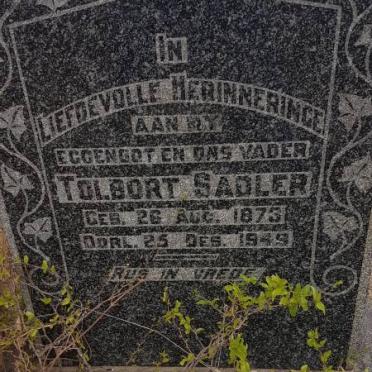 IN
LIEFDEVOLLE HERINNERINGE
AAN MY
EGGENOOT EN ONS VADER
TOLBORT SADLER
GEB. 26 AUG. 1873
OORL. 25 DES. 1949
RUS IN VREDE